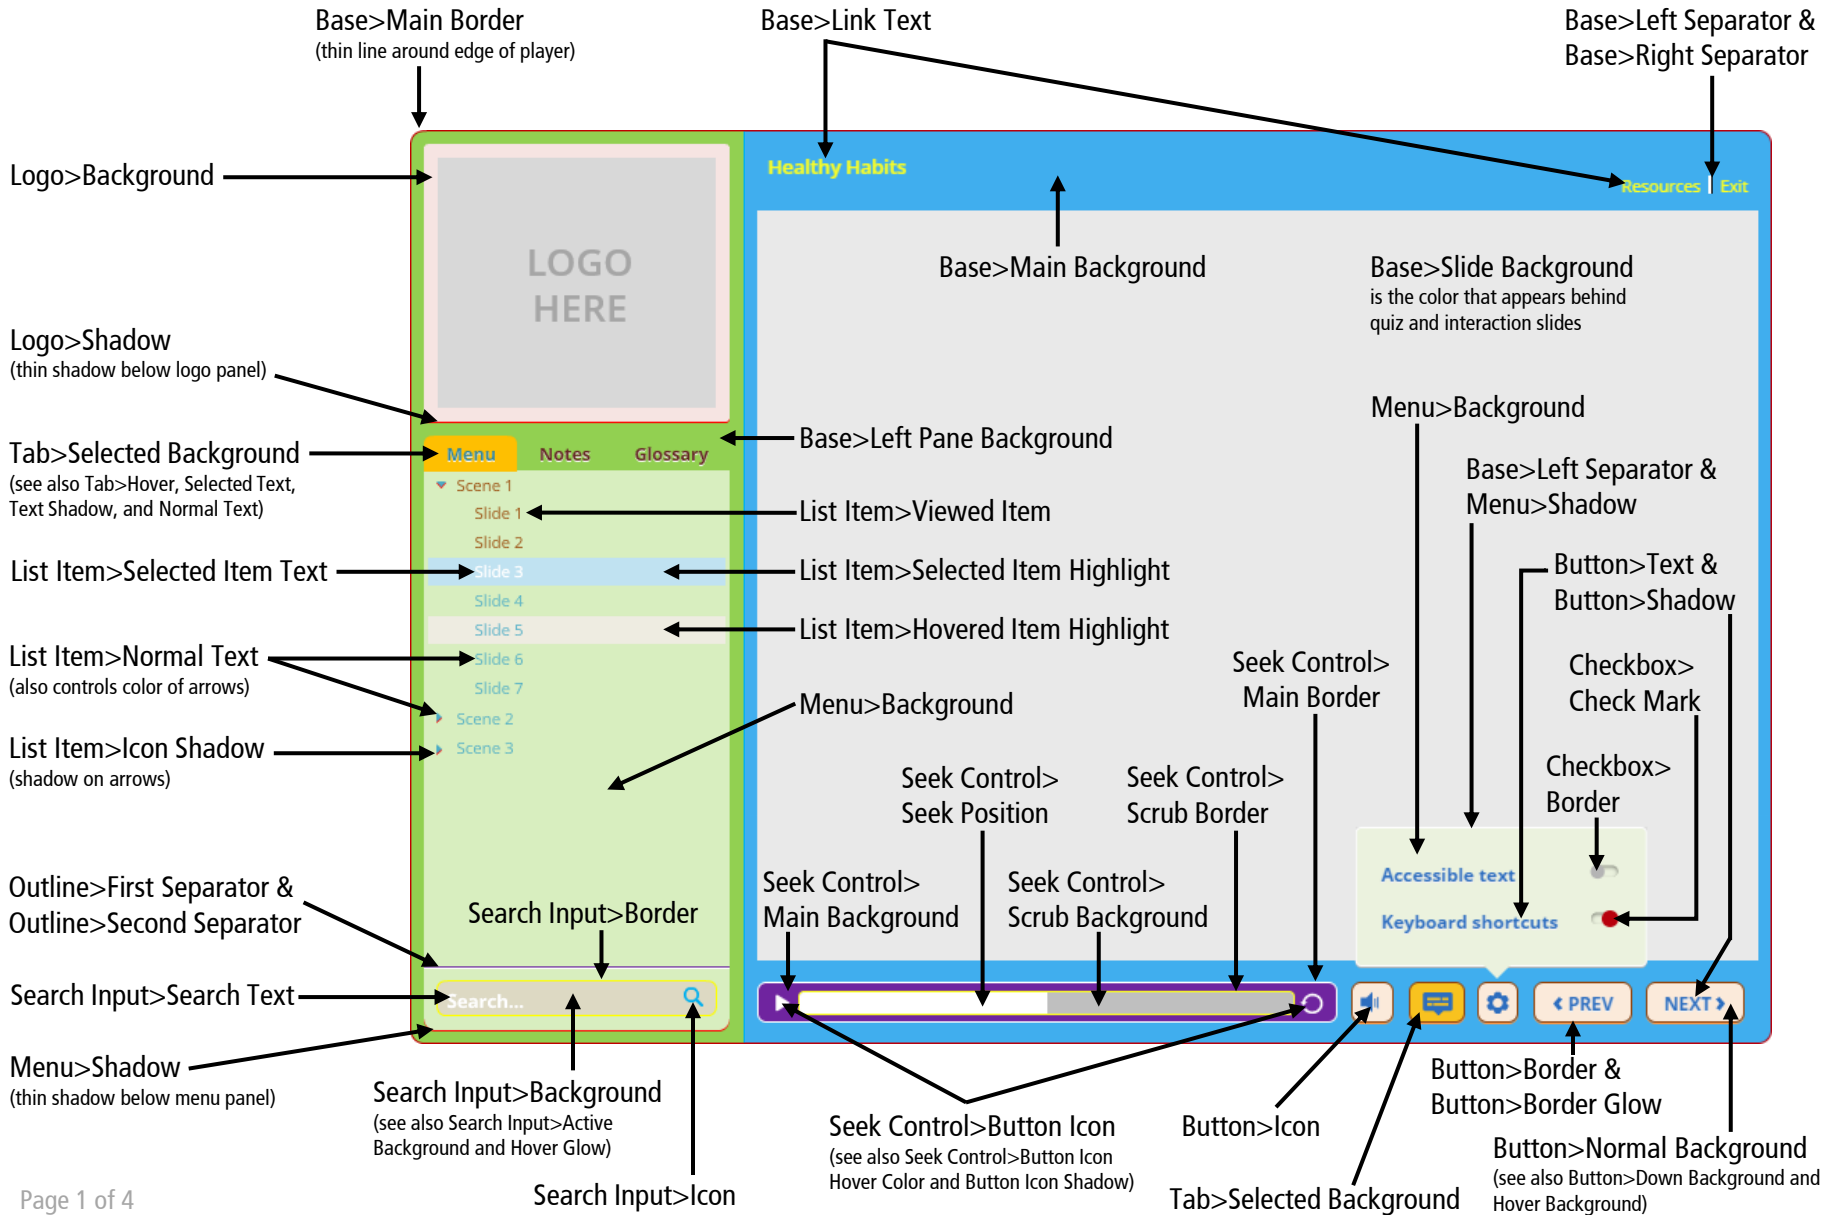 Base>Main Border
(thin line around edge of player)
Base>Link Text
Base>Left Separator &
Base>Right Separator
Logo>Background
Healthy Habits
Resources
Exit
LOGO
HERE
Base>Main Background
Base>Slide Background
is the color that appears behind
quiz and interaction slides
Logo>Shadow
(thin shadow below logo panel)
Menu>Background
Tab>Selected Background
(see also Tab>Hover, Selected Text,
Text Shadow, and Normal Text)
Menu
Notes
Glossary
Base>Left Pane Background
Base>Left Separator &
Menu>Shadow
Scene 1
Slide 1
List Item>Viewed Item
Slide 2
List Item>Selected Item Text
Slide 3
List Item>Selected Item Highlight
Button>Text &
Button>Shadow
Slide 4
Slide 5
List Item>Hovered Item Highlight
List Item>Normal Text
(also controls color of arrows)
Slide 6
Slide 7
Seek Control>
Main Border
Checkbox>
Check Mark
Menu>Background
Scene 2
List Item>Icon Shadow
(shadow on arrows)
Scene 3
Seek Control>
Seek Position
Seek Control>
Scrub Border
Checkbox>
Border
Outline>First Separator &
Outline>Second Separator
Search Input>Border
Seek Control>
Main Background
Seek Control>
Scrub Background
Accessible text
Keyboard shortcuts
Search Input>Search Text
Search...
PREV
NEXT
Menu>Shadow
(thin shadow below menu panel)
Search Input>Background
(see also Search Input>Active
Background and Hover Glow)
Search Input>Icon
Seek Control>Button Icon
(see also Seek Control>Button Icon
Hover Color and Button Icon Shadow)
Button>Icon
Tab>Selected Background
Button>Border &
Button>Border Glow
Button>Normal Background
(see also Button>Down Background and
Hover Background)
Page 1 of 4